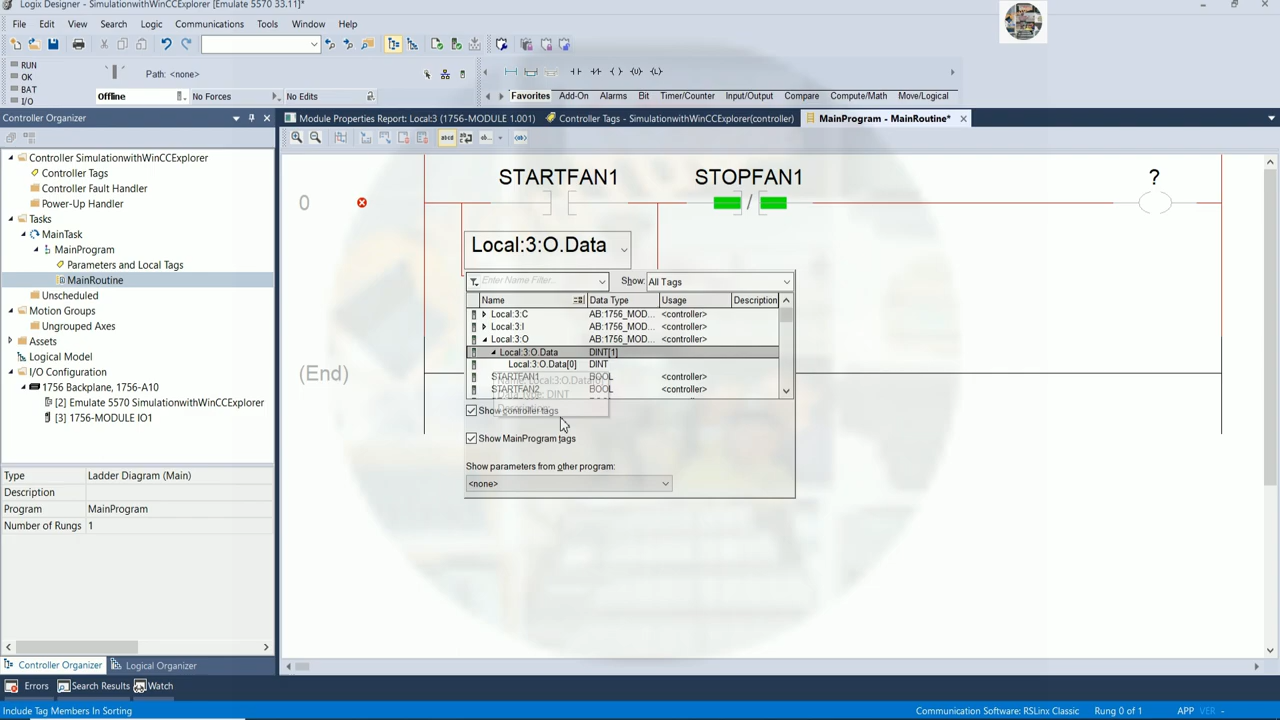 Logix Designer - SimulationwithWinCCExplorer [Emulate 5570 33.11]*
File Edit View Search Logic Communications Tools Window Help
RUN
OK
BAT
I/O
Path: <none>
Offline No Forces No Edits
Favorites Add-On Alarms Bit Timer/Counter Input/Output Compare Compute/Math Move/Logical
Controller Organizer
Module Properties Report: Local:3 (1756-MODULE 1.001) Controller Tags - SimulationwithWinCCExplorer(controller) MainProgram - MainRoutine*
Controller SimulationwithWinCCExplorer
Controller Tags
Controller Fault Handler
Power-Up Handler
Tasks
MainTask
MainProgram
Parameters and Local Tags
MainRoutine
Unscheduled
Motion Groups
Ungrouped Axes
Assets
Logical Model
I/O Configuration
1756 Backplane, 1756-A10
[2] Emulate 5570 SimulationwithWinCCExplorer
[3] 1756-MODULE IO1
Type Ladder Diagram (Main)
Description
Program MainProgram
Number of Rungs 1
Controller Organizer Logical Organizer
STARTFAN1 STOPFAN1 ?
0
Local:3:O.Data
Enter Name Filter... Show: All Tags
Name Data Type Usage Description
Local:3:C AB:1756_MOD... <controller>
Local:3:I AB:1756_MOD... <controller>
Local:3:O AB:1756_MOD... <controller>
Local:3:O.Data DINT[1]
Local:3:O.Data[0] DINT
STARTFAN1 BOOL <controller>
STARTFAN2 BOOL <controller>
Show controller tags
Show MainProgram tags
Show parameters from other program:
<none>
(End)
Errors Search Results Watch
Include Tag Members In Sorting Communication Software: RSLinx Classic Rung 0 of 1 APP VER -